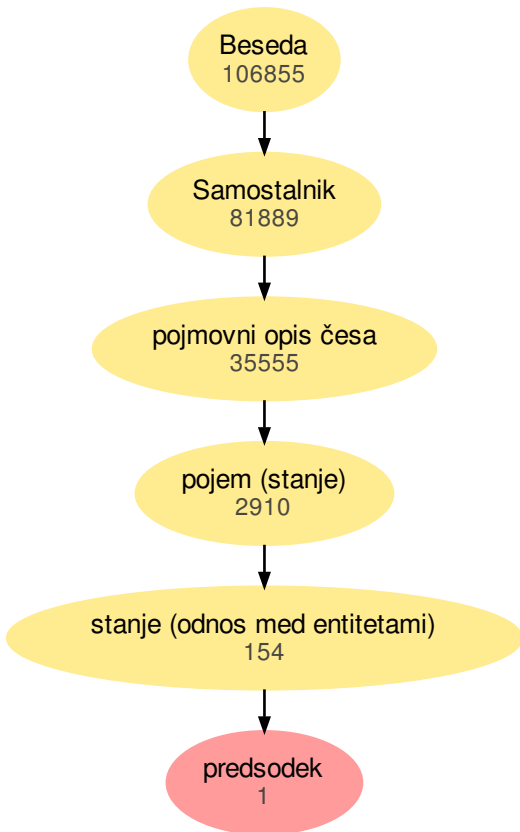 Beseda
106855
Samostalnik
81889
pojmovni opis česa
35555
pojem (stanje)
2910
stanje (odnos med entitetami)
154
predsodek
1